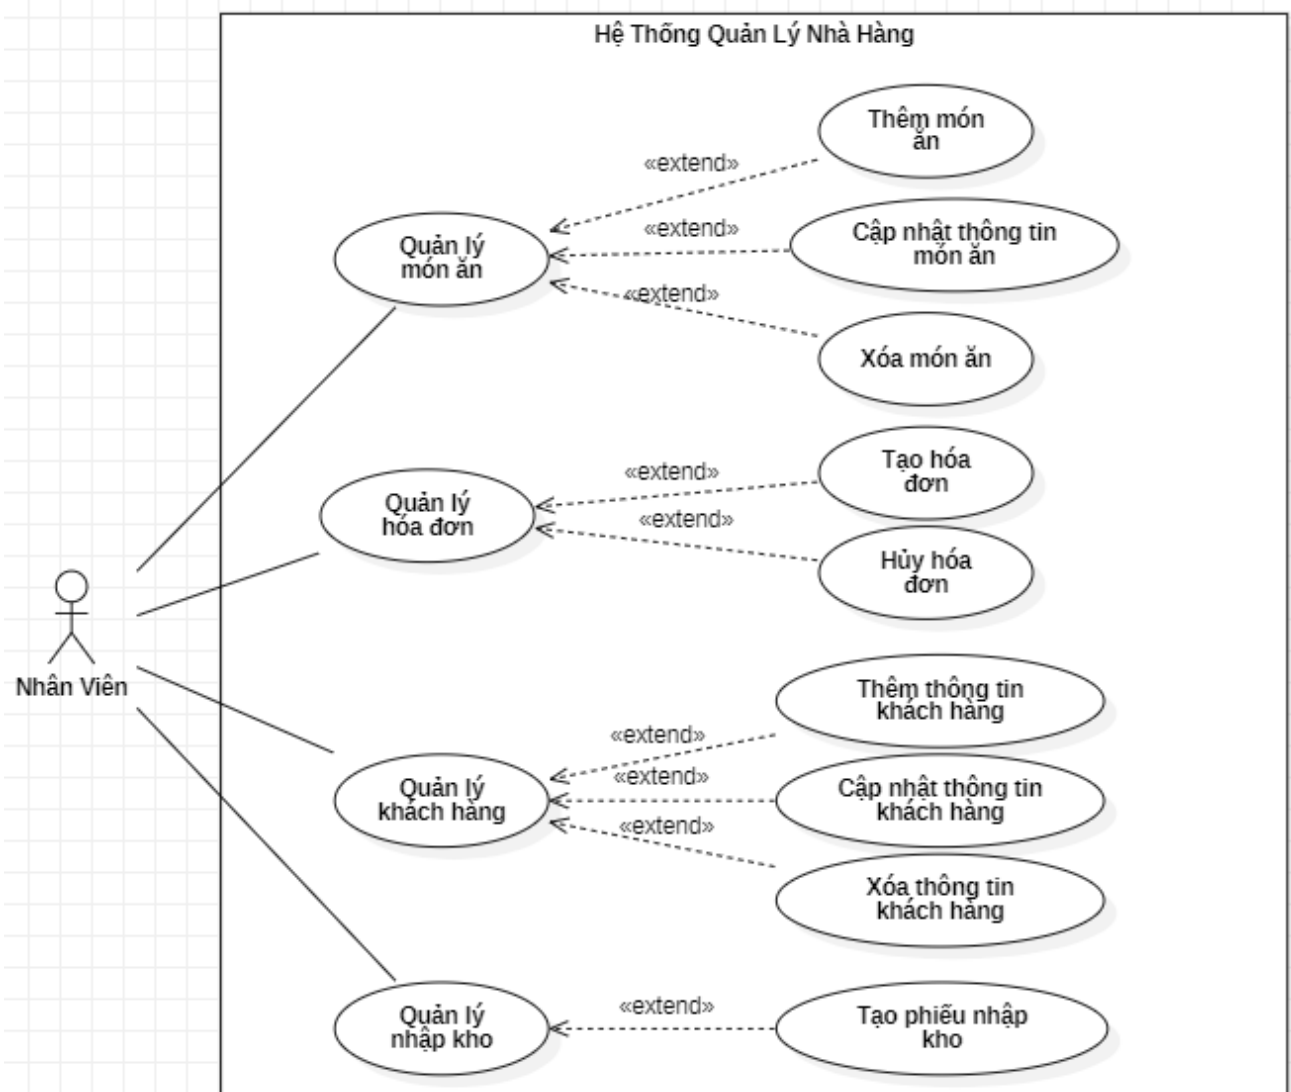 Hệ Thống Quản Lý Nhà Hàng
Thêm món
ăn
«extend»
Cập nhật thông tin
món ăn
«extend»
Quản lý
món ăn
«extend»
Xóa món ăn
Tạo hóa
đơn
«extend»
Quản lý
hóa đơn
«extend»
Hủy hóa
đơn
Nhân Viên
Thêm thông tin
khách hàng
«extend»
Quản lý
khách hàng
«extend»
Cập nhật thông tin
khách hàng
«extend»
Xóa thông tin
khách hàng
Quản lý
nhập kho
«extend»
Tạo phiếu nhập
kho